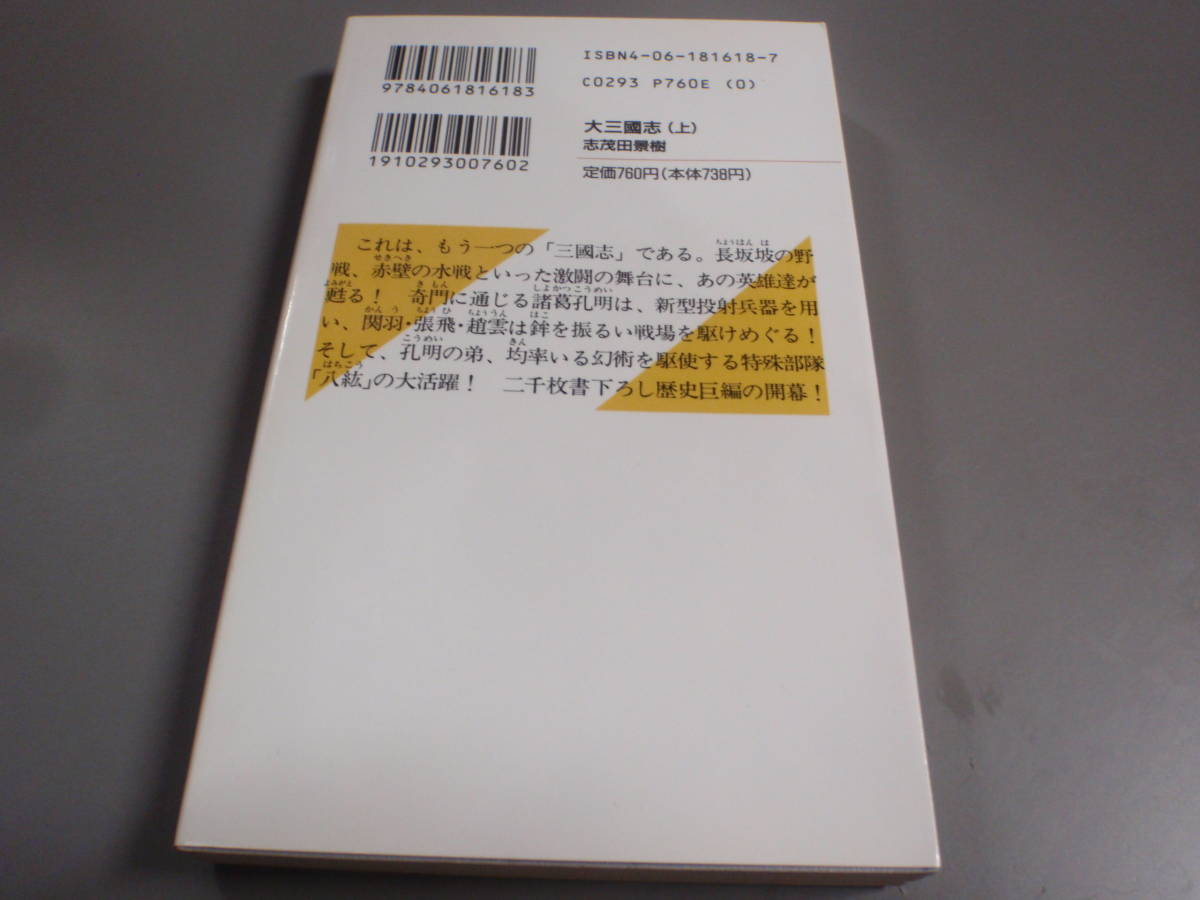 9784061816183
ISBN4-06-181618-7
C0293 P760E (0)
1910293007602
大三國志(上)
志茂田景樹
定価760円(本体738円)
これは、もう一つの「三國志」である。長坂坡の野
戦、赤壁の水戦といった激闘の舞台に、あの英雄達が
甦る! 奇門に通じる諸葛孔明は、新型投射兵器を用
い、関羽・張飛・趙雲は鉾を振るい戦場を駆けめぐる!
そして、孔明の弟、均率いる幻術を駆使する特殊部隊
「八紘」の大活躍! 二千枚書下ろし歴史巨編の開幕!